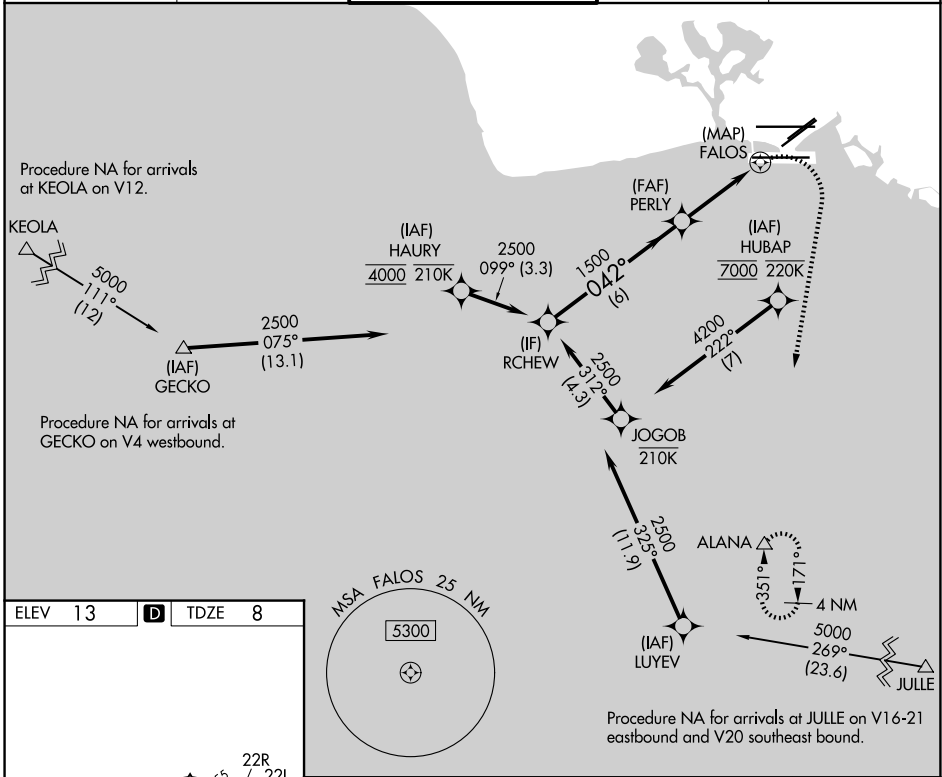 (MAP)
FALOS
Procedure NA for arrivals
at KEOLA on V12.
KEOLA
5000
111°
(12)
(IAF)
HAURY
4000 210K
2500
099° (3.3)
(FAF)
PERLY
1500
042°
(6)
(IAF)
HUBAP
7000 220K
4200
222°
(7)
2500
075°
(13.1)
(IAF)
GECKO
(IF)
RCHEW
2500
312°
(4.3)
JOGOB
210K
Procedure NA for arrivals at
GECKO on V4 westbound.
2500
325°
(11.9)
ALANA
351°
171°
4 NM
(IAF)
LUYEV
5000
269°
(23.6)
JULLE
Procedure NA for arrivals at JULLE on V16-21
eastbound and V20 southeast bound.
MSA FALOS 25 NM
5300
ELEV 13 D TDZE 8
22R
22L